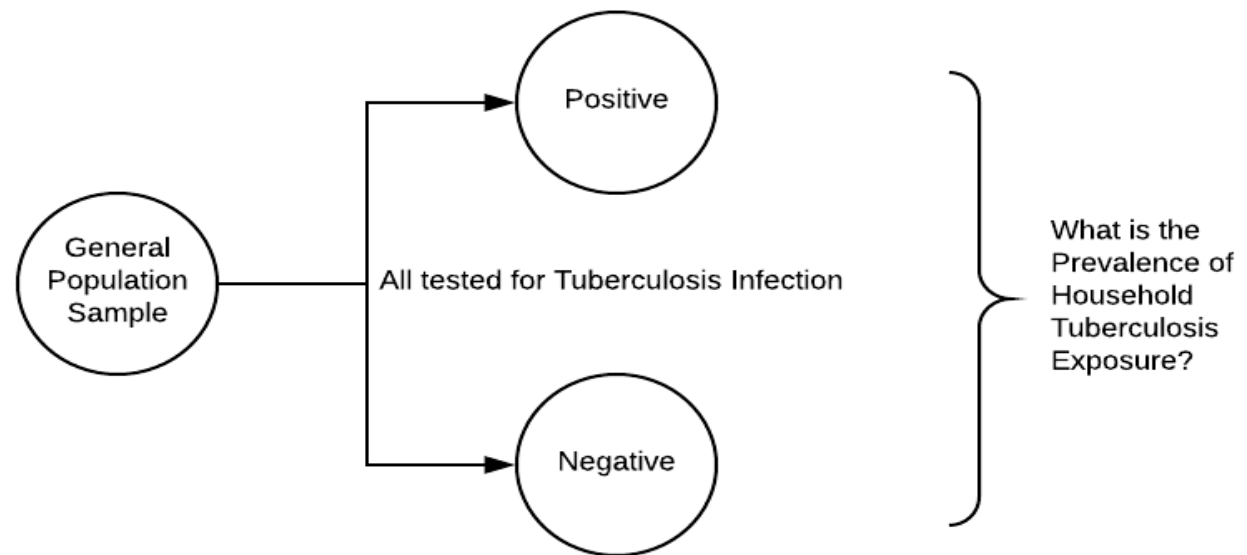 Positive
General
Population
Sample
All tested for Tuberculosis Infection
Negative
What is the
Prevalence of
Household
Tuberculosis
Exposure?